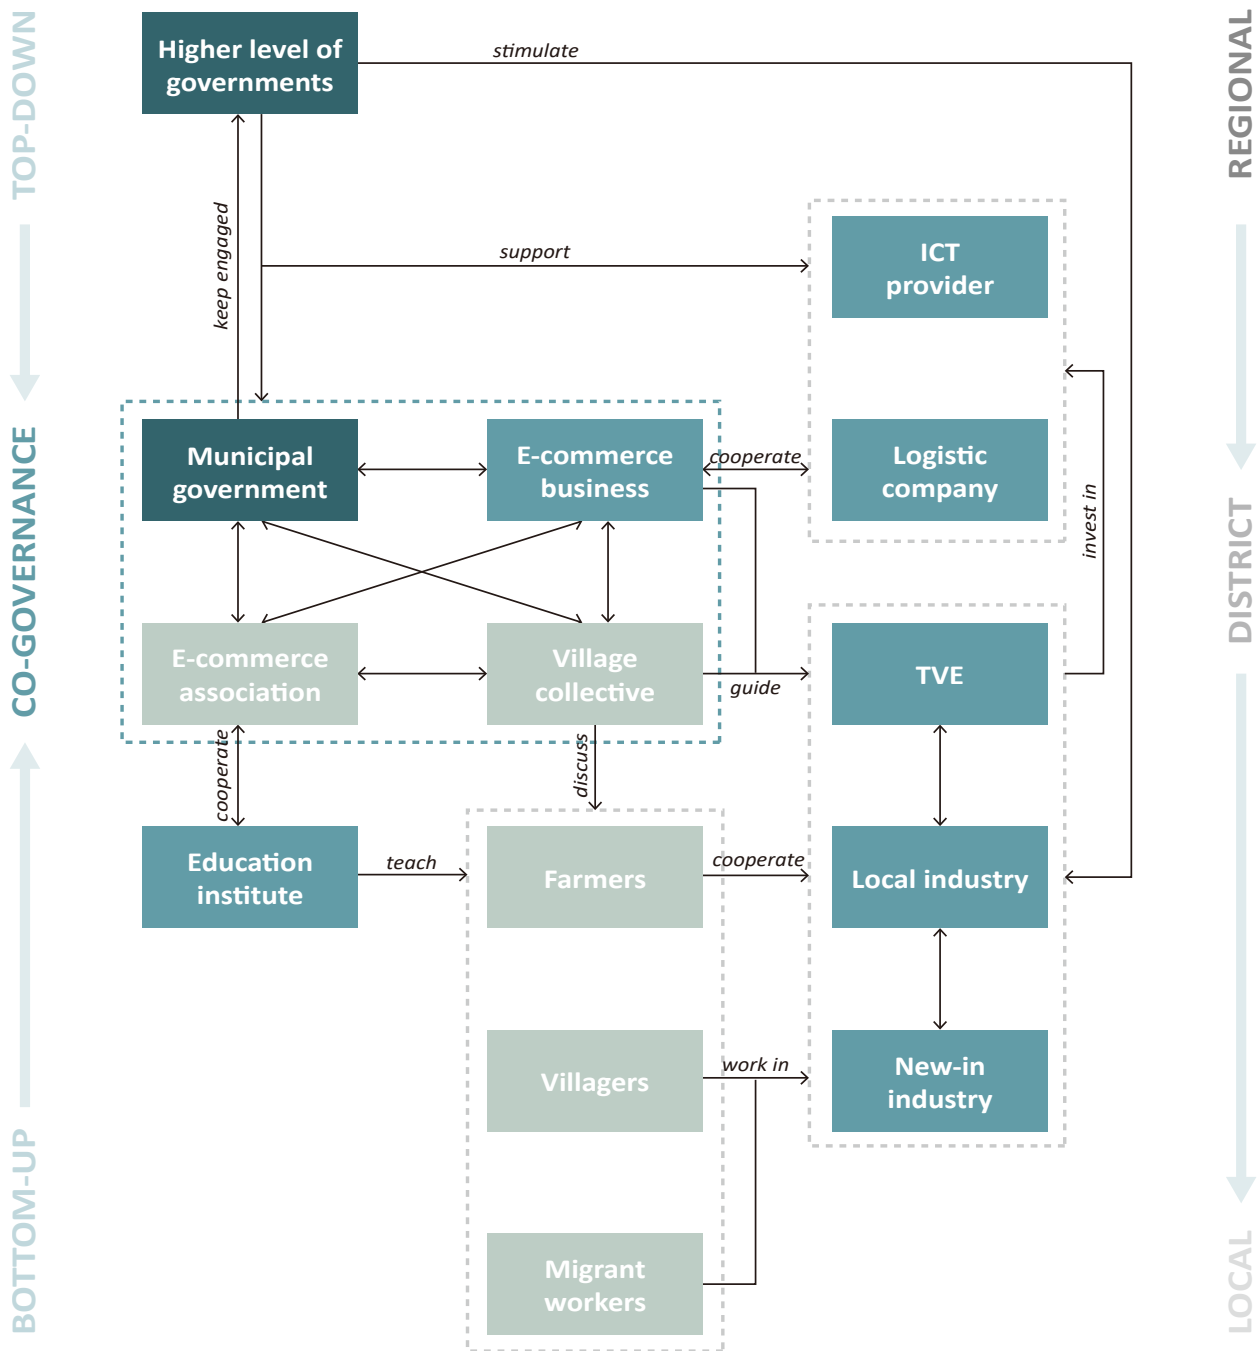 TOP-DOWN
CO-GOVERNANCE
BOTTOM-UP
Higher level of
governments
stimulate
keep engaged
support
ICT
provider
Municipal
government
E-commerce
business
cooperate
Logistic
company
invest in
E-commerce
association
Village
collective
guide
TVE
cooperate
discuss
Education
institute
teach
Farmers
cooperate
Local industry
Villagers
work in
New-in
industry
Migrant
workers
REGIONAL
DISTRICT
LOCAL